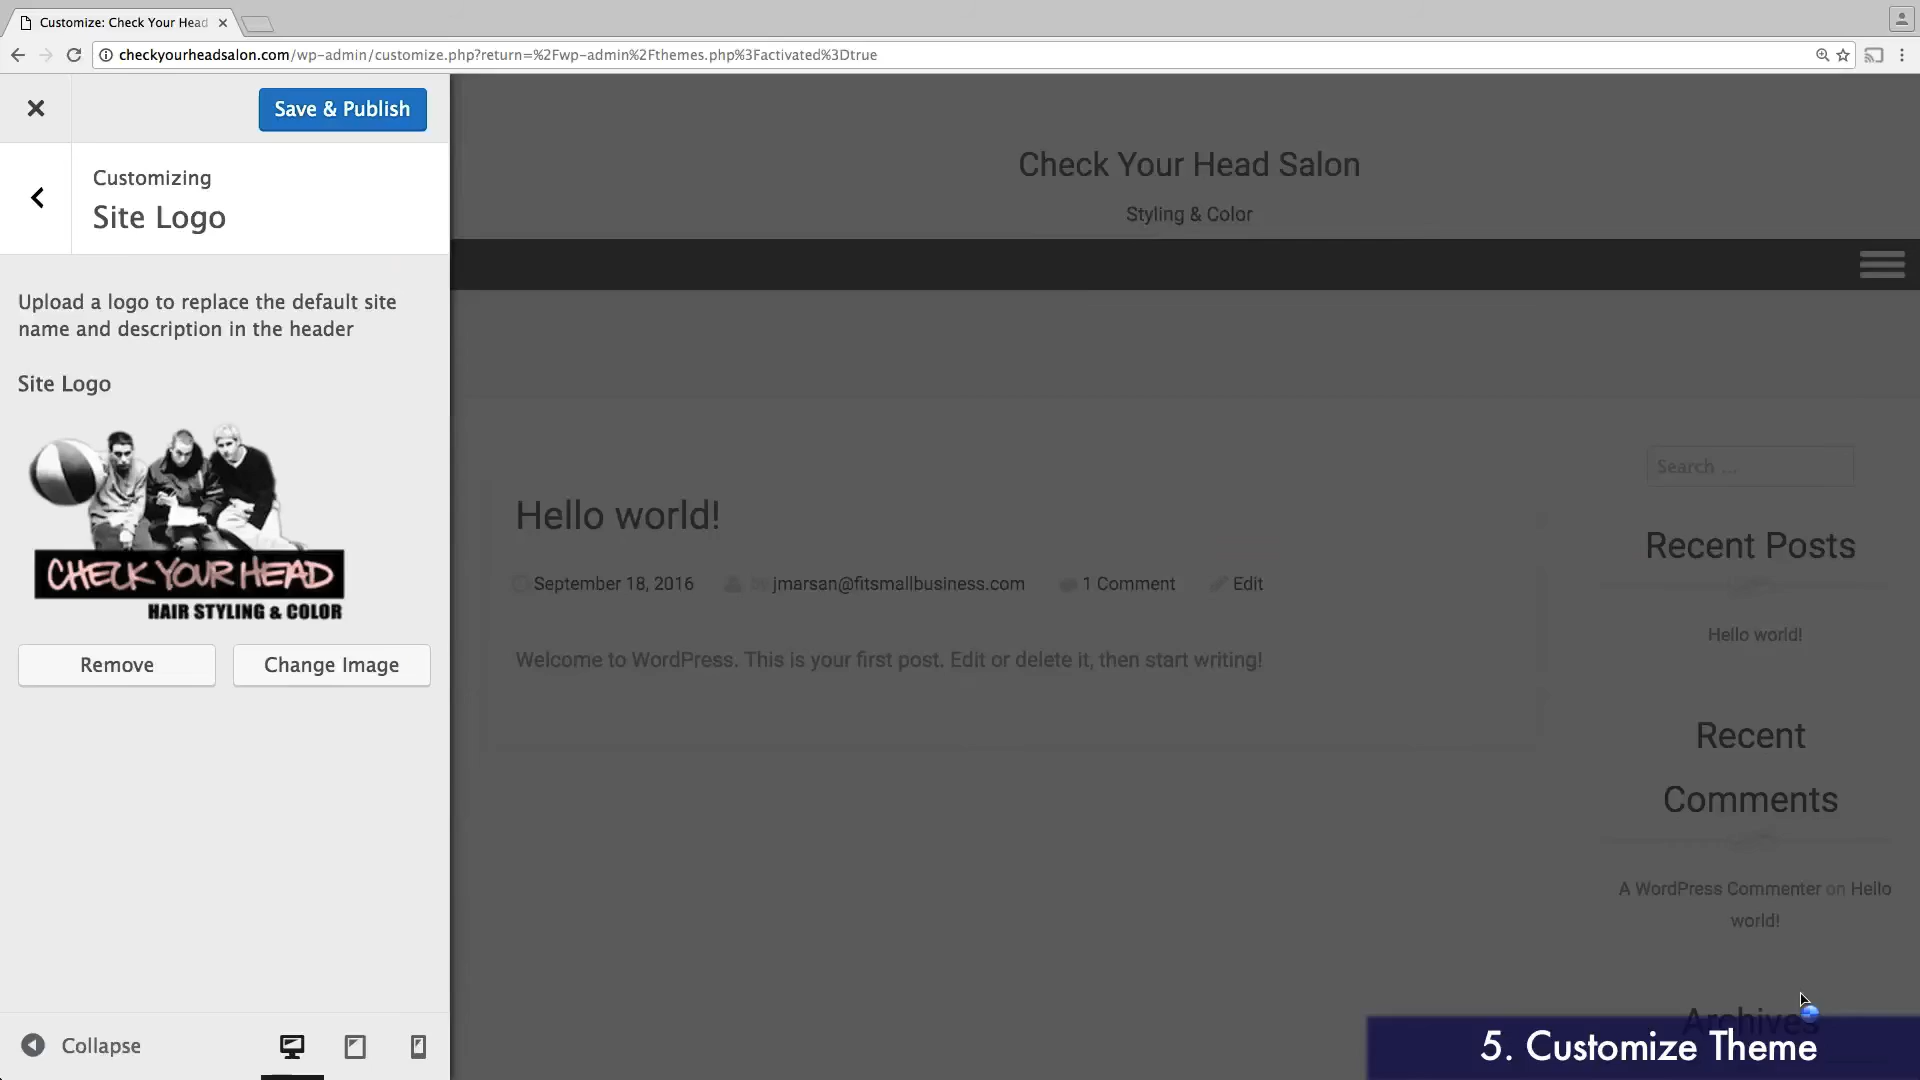 Customize: Check Your Head
checkyourheadsalon.com/wp-admin/customize.php?return=%2Fwp-admin%2Fthemes.php%3Factivated%3Dtrue
Save & Publish
Customizing
Site Logo
Upload a logo to replace the default site
name and description in the header
Site Logo
CHECK YOUR HEAD
HAIR STYLING & COLOR
Remove
Change Image
Collapse
Check Your Head Salon
Styling & Color
Hello world!
September 18, 2016
by jmarsan@fitsmallbusiness.com
1 Comment
Edit
Welcome to WordPress. This is your first post. Edit or delete it, then start writing!
Search ...
Recent Posts
Hello world!
Recent
Comments
A WordPress Commenter on Hello
world!
Archives
5. Customize Theme